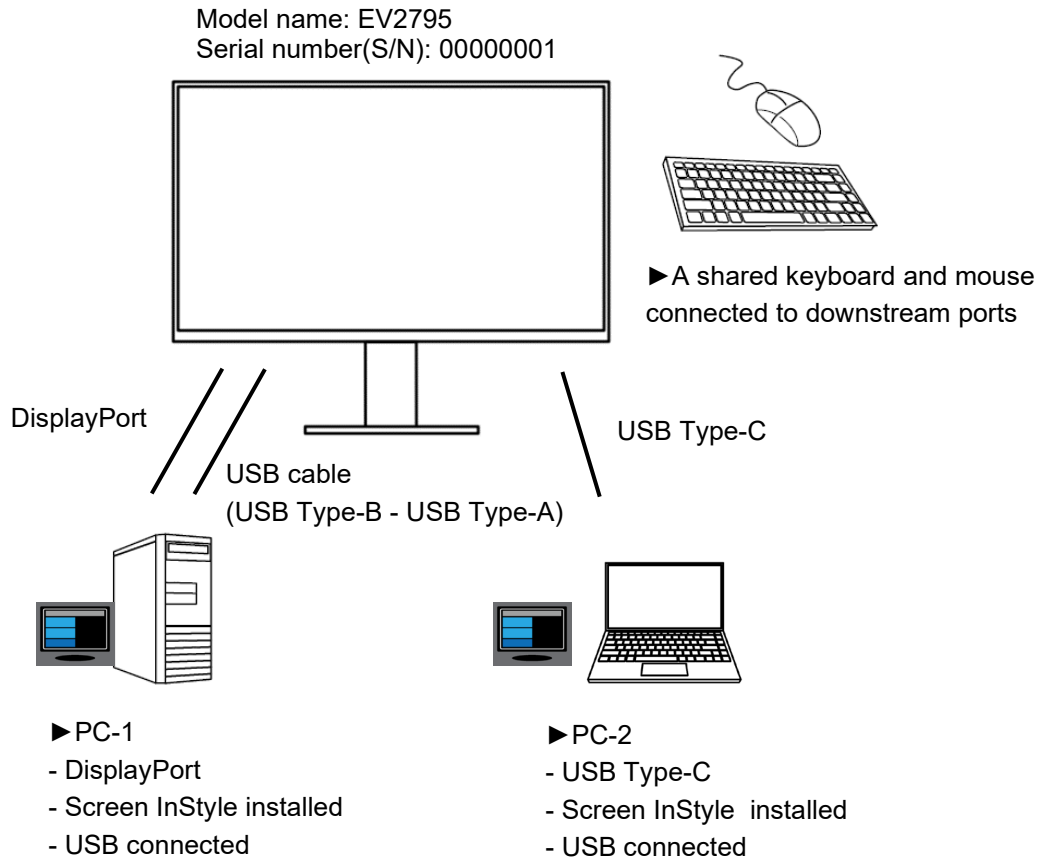 Model name: EV2795
Serial number(S/N): 00000001
►A shared keyboard and mouse
connected to downstream ports
DisplayPort
USB Type-C
USB cable
(USB Type-B - USB Type-A)
►PC-1
- DisplayPort
- Screen InStyle installed
- USB connected
►PC-2
- USB Type-C
- Screen InStyle  installed
- USB connected